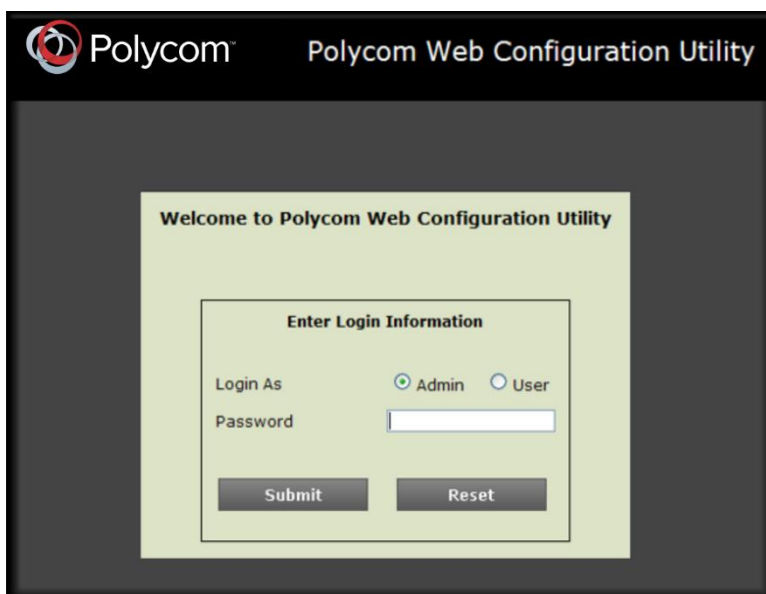 Polycom™ Polycom Web Configuration Utility
Welcome to Polycom Web Configuration Utility
Enter Login Information
Login As Admin User
Password
Submit Reset